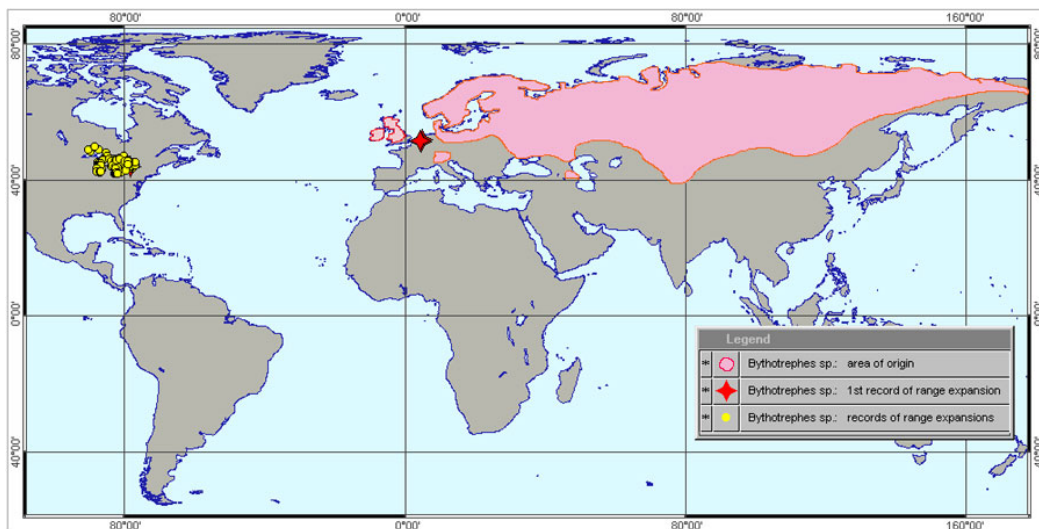 80°00' 0°00' 80°00' 160°00'
80°00' 80°00'
40°00' 40°00'
0°00' 0°00'
Legend
* Bythotrephes sp.: area of origin
* Bythotrephes sp.: 1st record of range expansion
* Bythotrephes sp.: records of range expansions
40°00' 40°00'
80°00' 0°00' 80°00' 160°00'